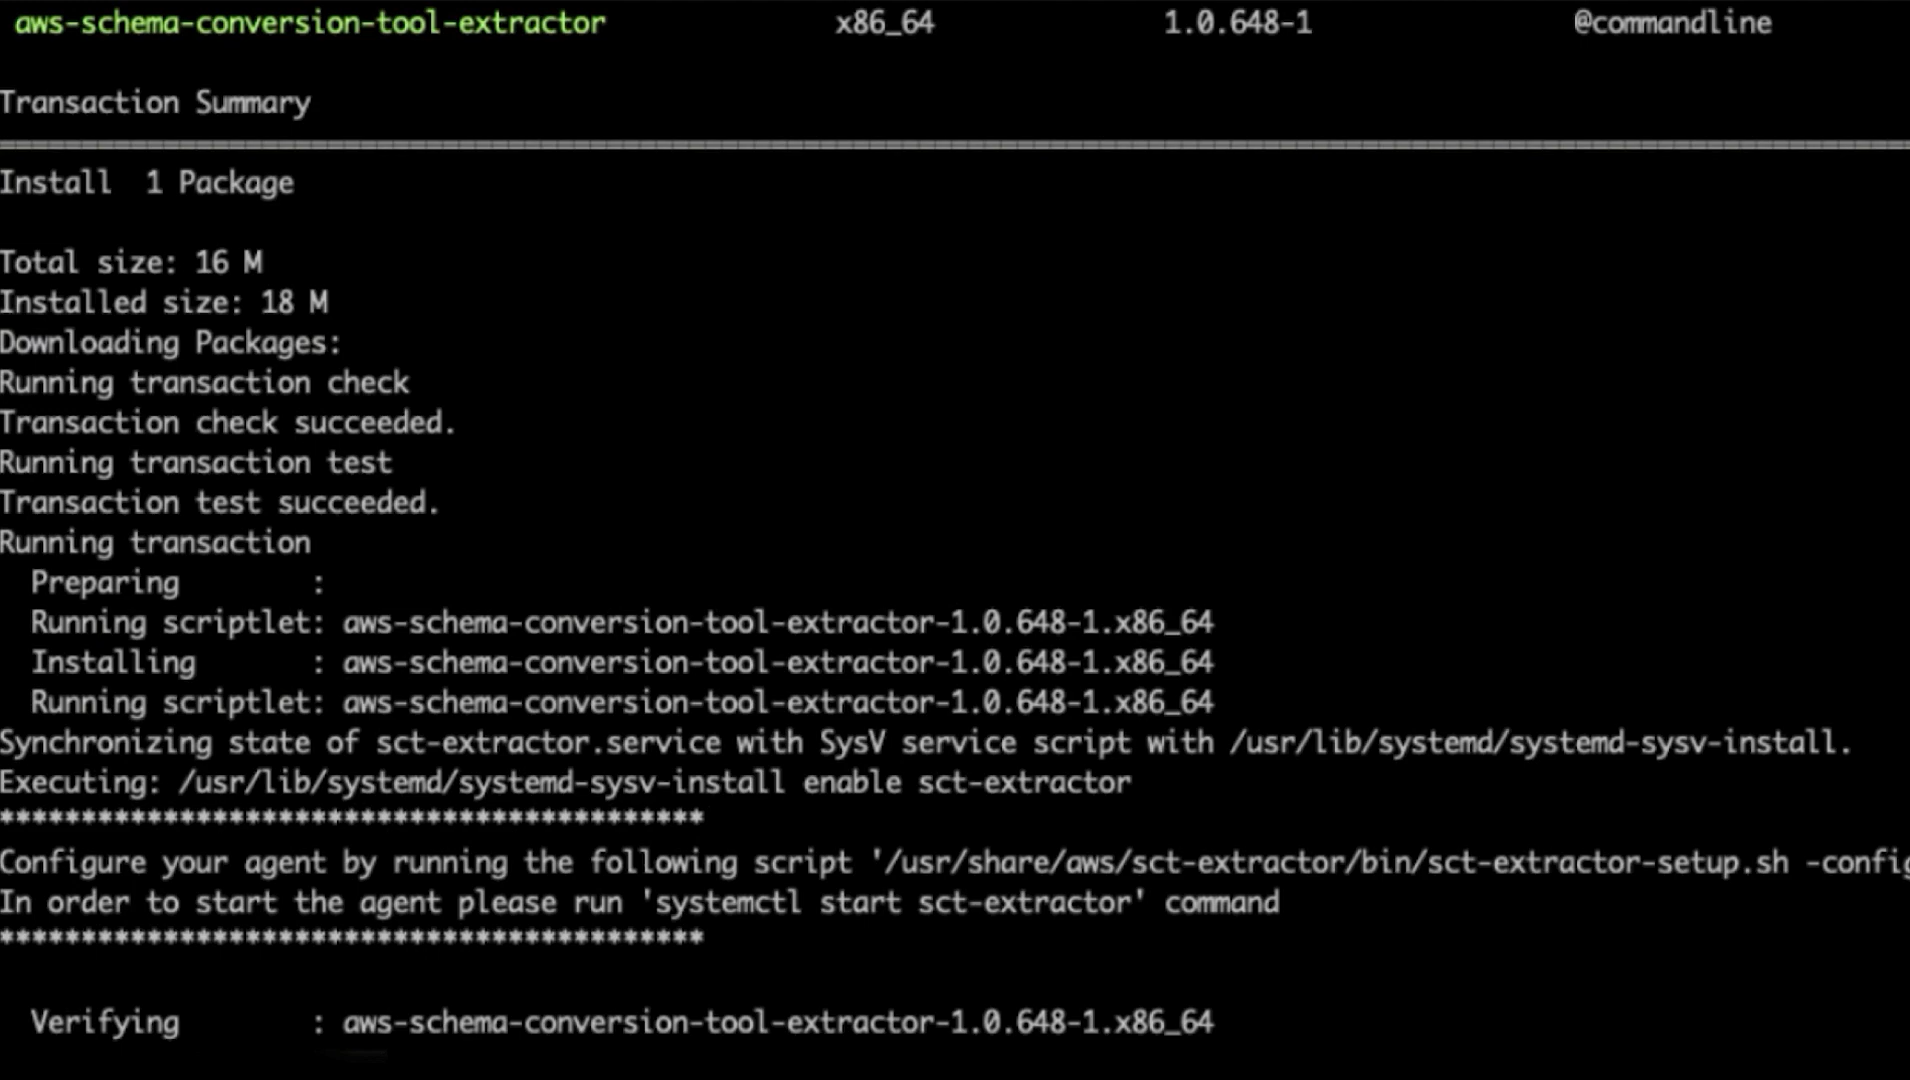 aws-schema-conversion-tool-extractor x86_64 1.0.648-1 @commandline
Transaction Summary
================================================================================
Install 1 Package
Total size: 16 M
Installed size: 18 M
Downloading Packages:
Running transaction check
Transaction check succeeded.
Running transaction test
Transaction test succeeded.
Running transaction
Preparing :
Running scriptlet: aws-schema-conversion-tool-extractor-1.0.648-1.x86_64
Installing : aws-schema-conversion-tool-extractor-1.0.648-1.x86_64
Running scriptlet: aws-schema-conversion-tool-extractor-1.0.648-1.x86_64
Synchronizing state of sct-extractor.service with SysV service script with /usr/lib/systemd/systemd-sysv-install.
Executing: /usr/lib/systemd/systemd-sysv-install enable sct-extractor
*******************************************
Configure your agent by running the following script '/usr/share/aws/sct-extractor/bin/sct-extractor-setup.sh -config
In order to start the agent please run 'systemctl start sct-extractor' command
*******************************************
Verifying : aws-schema-conversion-tool-extractor-1.0.648-1.x86_64